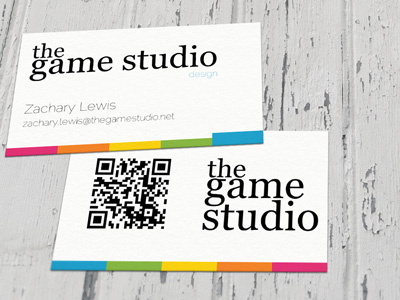 the
game studio
design
Zachary Lewis
zachary.lewis@thegamestudio.net
the
game
studio